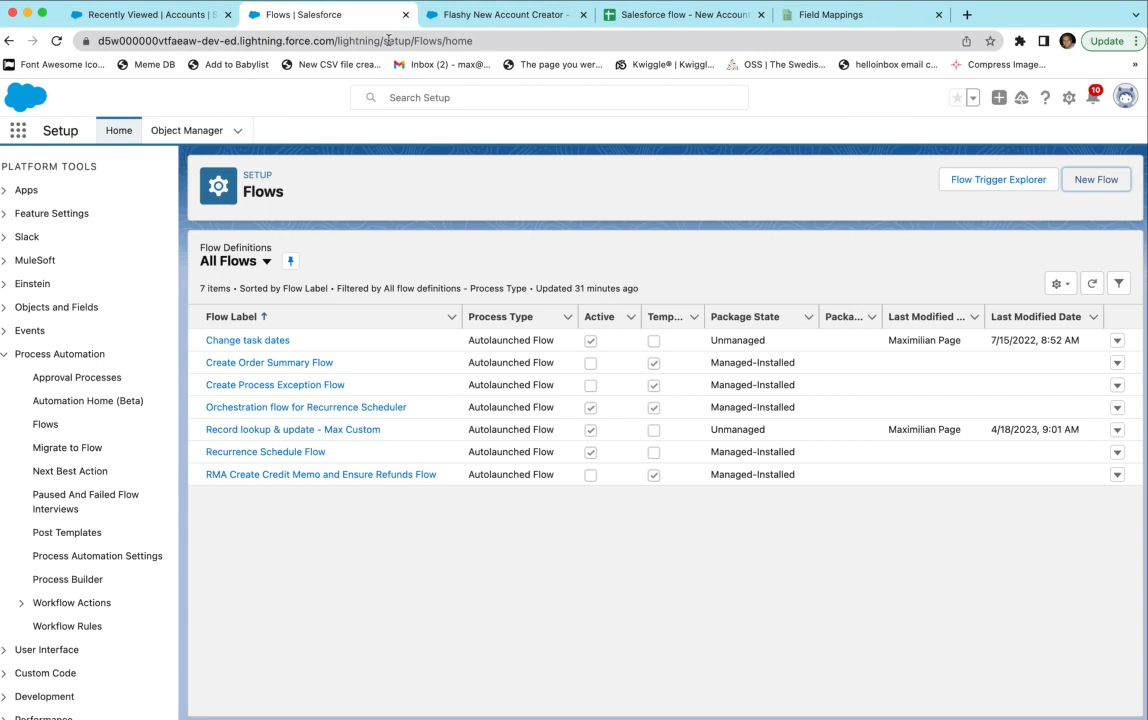 Recently Viewed | Accounts | S
Flows | Salesforce
Flashy New Account Creator -
Salesforce flow - New Account
Field Mappings
d5w000000vtfaeaw-dev-ed.lightning.force.com/lightning/setup/Flows/home
Update
Font Awesome Ico...
Meme DB
Add to Babylist
New CSV file crea...
Inbox (2) - max@...
The page you wer...
Kwiggle® | Kwiggl...
OSS | The Swedis...
helloinbox email c...
Compress Image...
»
Search Setup
10
Setup
Home
Object Manager
PLATFORM TOOLS
Apps
Feature Settings
Slack
MuleSoft
Einstein
Objects and Fields
Events
Process Automation
Approval Processes
Automation Home (Beta)
Flows
Migrate to Flow
Next Best Action
Paused And Failed Flow
Interviews
Post Templates
Process Automation Settings
Process Builder
Workflow Actions
Workflow Rules
User Interface
Custom Code
Development
Performance
SETUP
Flows
Flow Trigger Explorer
New Flow
Flow Definitions
All Flows
7 items • Sorted by Flow Label • Filtered by All flow definitions - Process Type • Updated 31 minutes ago
Flow Label ↑ Process Type Active Temp... Package State Packa... Last Modified ... Last Modified Date
Change task dates Autolaunched Flow Unmanaged Maximilian Page 7/15/2022, 8:52 AM
Create Order Summary Flow Autolaunched Flow Managed-Installed
Create Process Exception Flow Autolaunched Flow Managed-Installed
Orchestration flow for Recurrence Scheduler Autolaunched Flow Managed-Installed
Record lookup & update - Max Custom Autolaunched Flow Unmanaged Maximilian Page 4/18/2023, 9:01 AM
Recurrence Schedule Flow Autolaunched Flow Managed-Installed
RMA Create Credit Memo and Ensure Refunds Flow Autolaunched Flow Managed-Installed